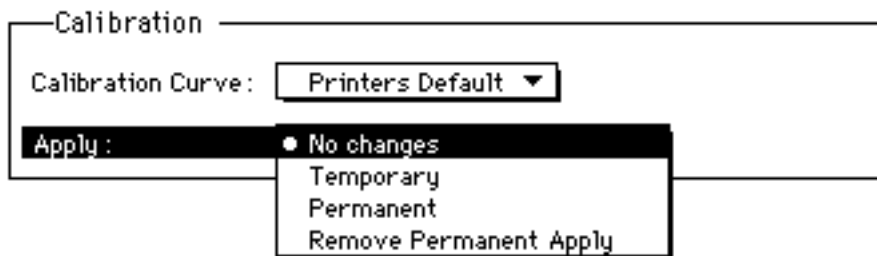 Calibration
Calibration Curve: Printers Default
Apply: No changes
Temporary
Permanent
Remove Permanent Apply